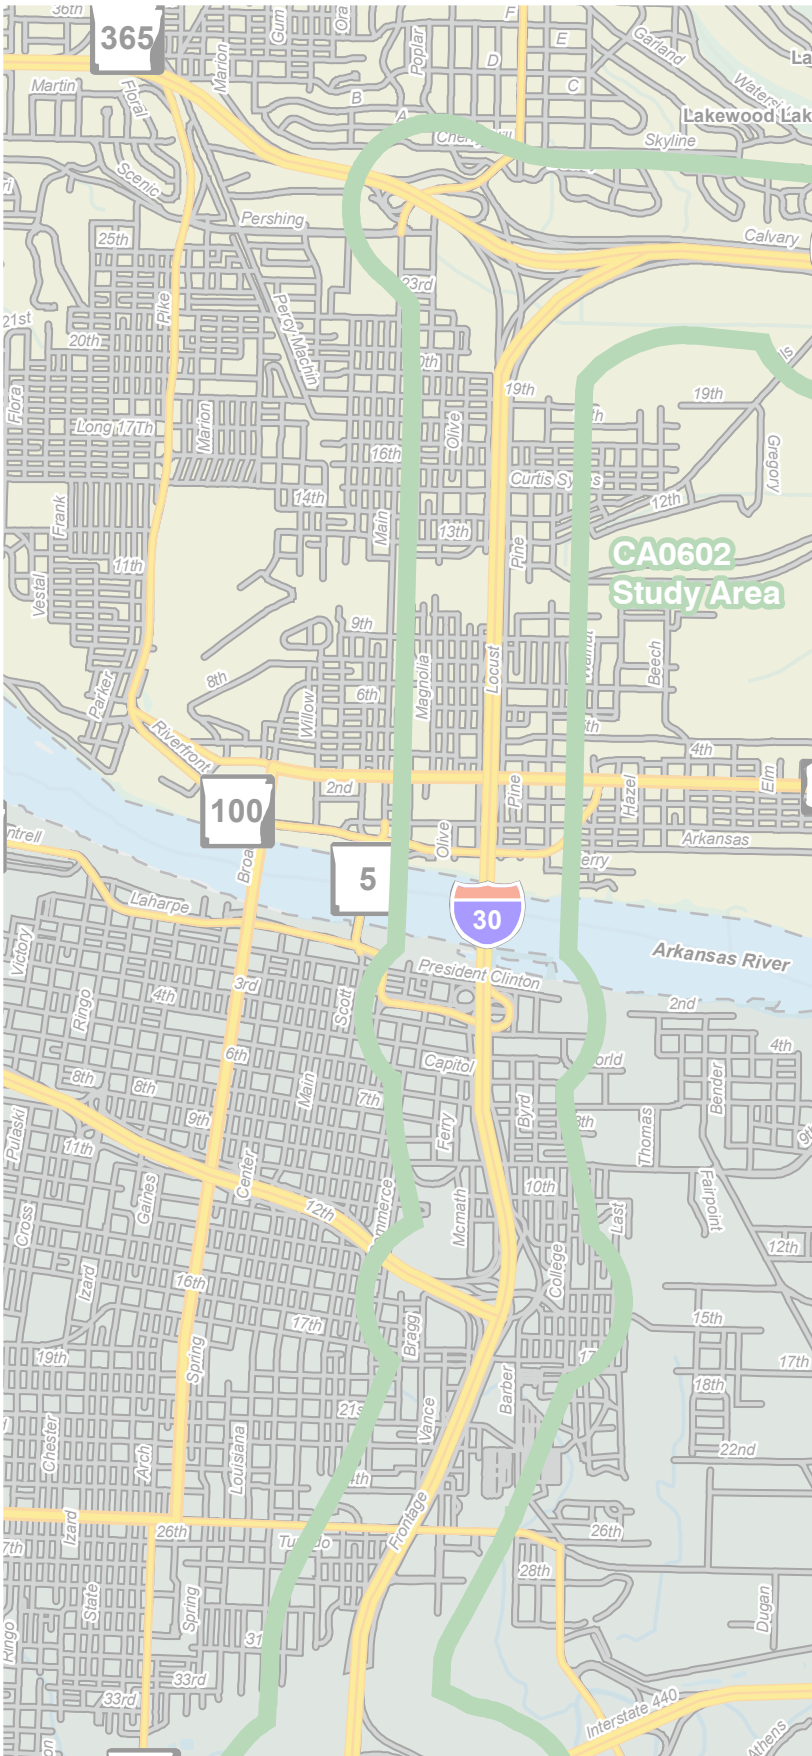 36th
365
Martin
Floral
Marion
Gum
Poplar
F
E
D
C
B
A
Garland
Lakewood Lak
Skyline
Scenic
Pershing
25th
Calvary
23rd
Pike
Percy Machin
21st
20th
19th
19th
Flora
Long 17Th
Marion
Olive
16th
Curtis Sykes
Gregory
14th
12th
Frank
Main
13th
Pine
11th
CA0602
Study Area
Vestal
9th
8th
6th
Willow
Magnolia
Locust
Beech
Parker
Riverfront
4th
2nd
Pine
Hazel
Elm
100
Olive
Arkansas
5
30
Laharpe
Victory
Arkansas River
President Clinton
3rd
4th
Ringo
Scott
2nd
6th
Capitol
4th
8th
8th
Main
7th
Bender
Pulaski
9th
Ferry
Byrd
Thomas
11th
Center
Gaines
12th
10th
Cross
Mcmath
Last
Fairpoint
12th
16th
Izard
College
17th
Bragg
15th
19th
Spring
17th
Barber
18th
21st
Vance
Chester
Arch
Louisiana
22nd
Frontage
Izard
26th
26th
28th
State
Spring
Dugan
Ringo
31
33rd
33rd
Interstate 440
Athens